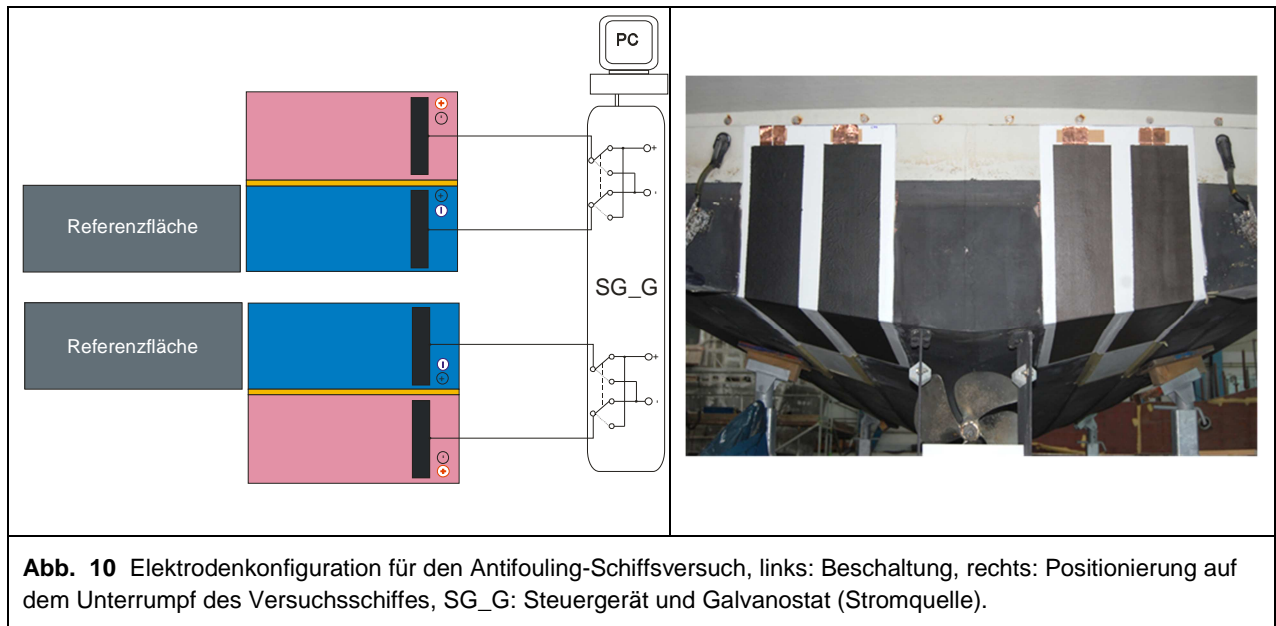 PC
Referenzfläche
SG_G
Referenzfläche
Abb. 10 Elektrodenkonfiguration für den Antifouling-Schiffsversuch, links: Beschaltung, rechts: Positionierung auf
dem Unterrumpf des Versuchsschiffes, SG_G: Steuergerät und Galvanostat (Stromquelle).